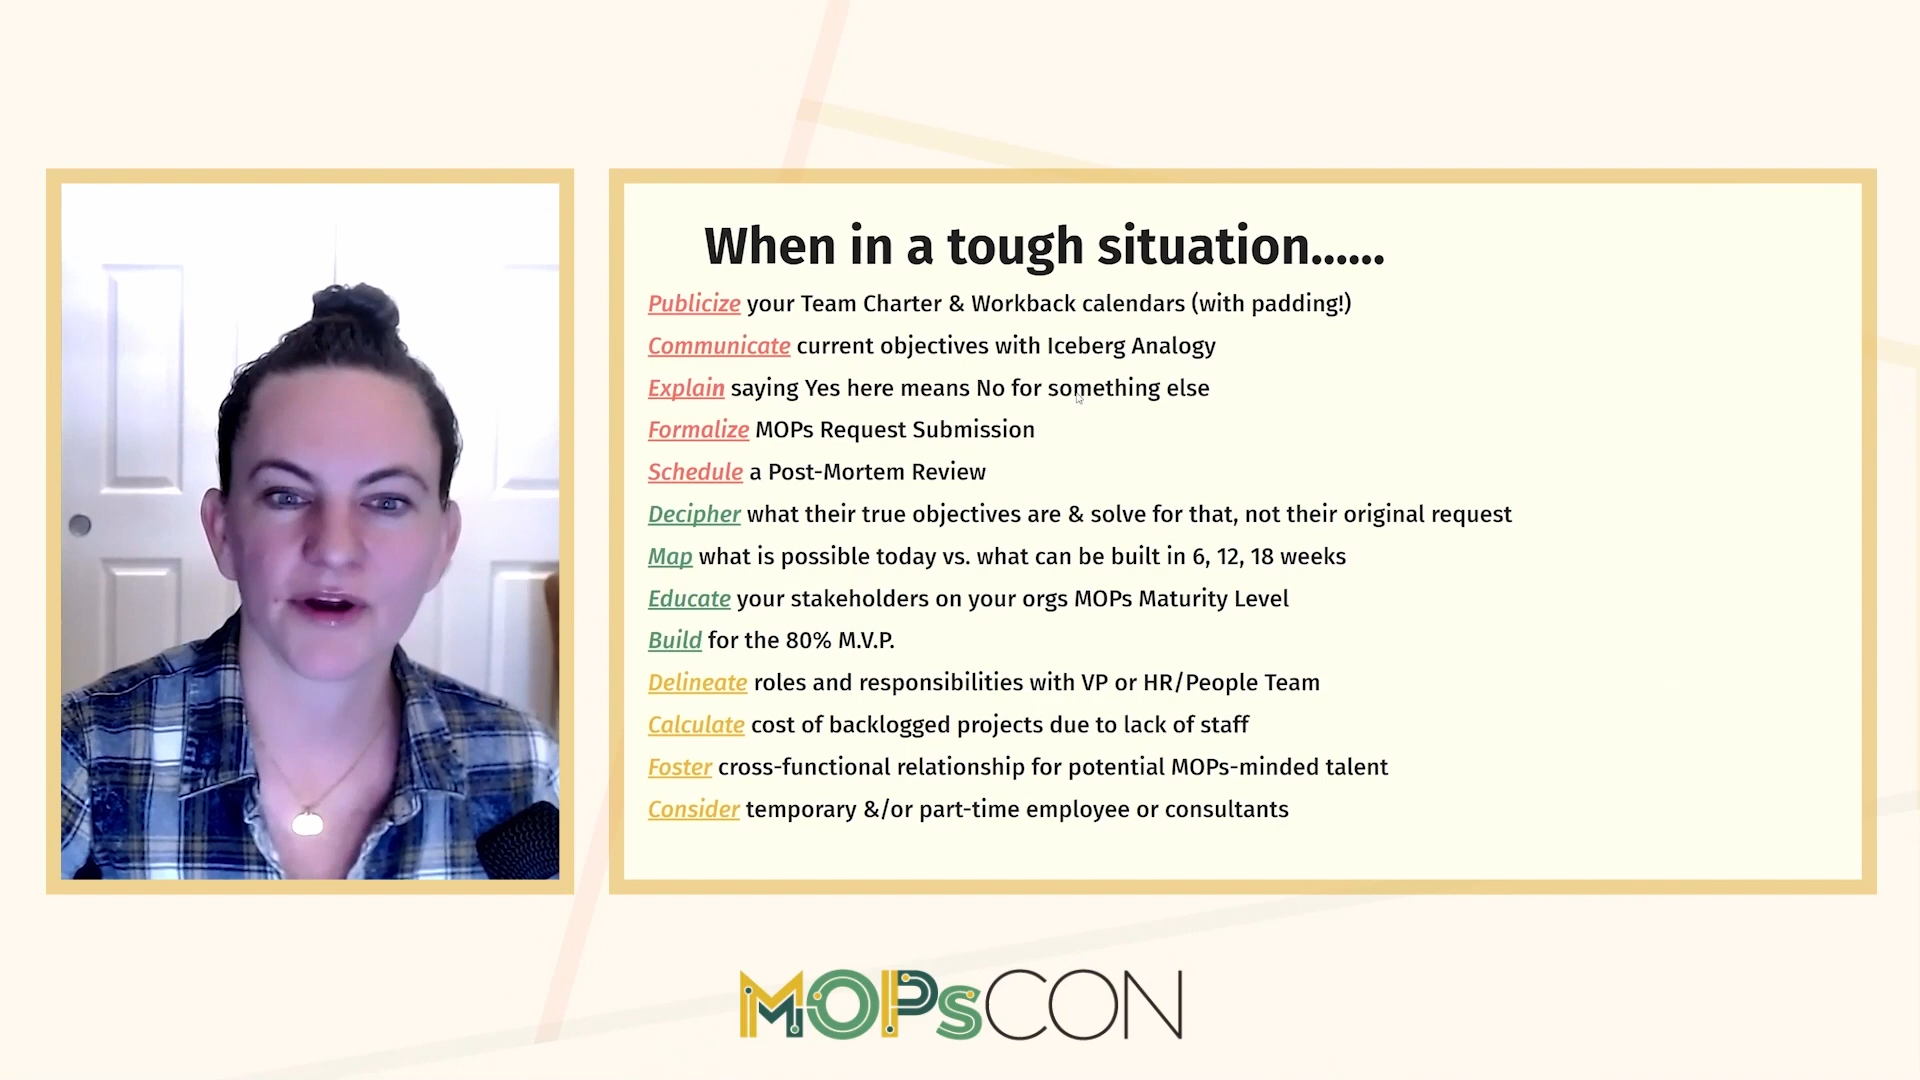 When in a tough situation......
Publicize your Team Charter & Workback calendars (with padding!)
Communicate current objectives with Iceberg Analogy
Explain saying Yes here means No for something else
Formalize MOPs Request Submission
Schedule a Post-Mortem Review
Decipher what their true objectives are & solve for that, not their original request
Map what is possible today vs. what can be built in 6, 12, 18 weeks
Educate your stakeholders on your orgs MOPs Maturity Level
Build for the 80% M.V.P.
Delineate roles and responsibilities with VP or HR/People Team
Calculate cost of backlogged projects due to lack of staff
Foster cross-functional relationship for potential MOPs-minded talent
Consider temporary &/or part-time employee or consultants
MOPsCON